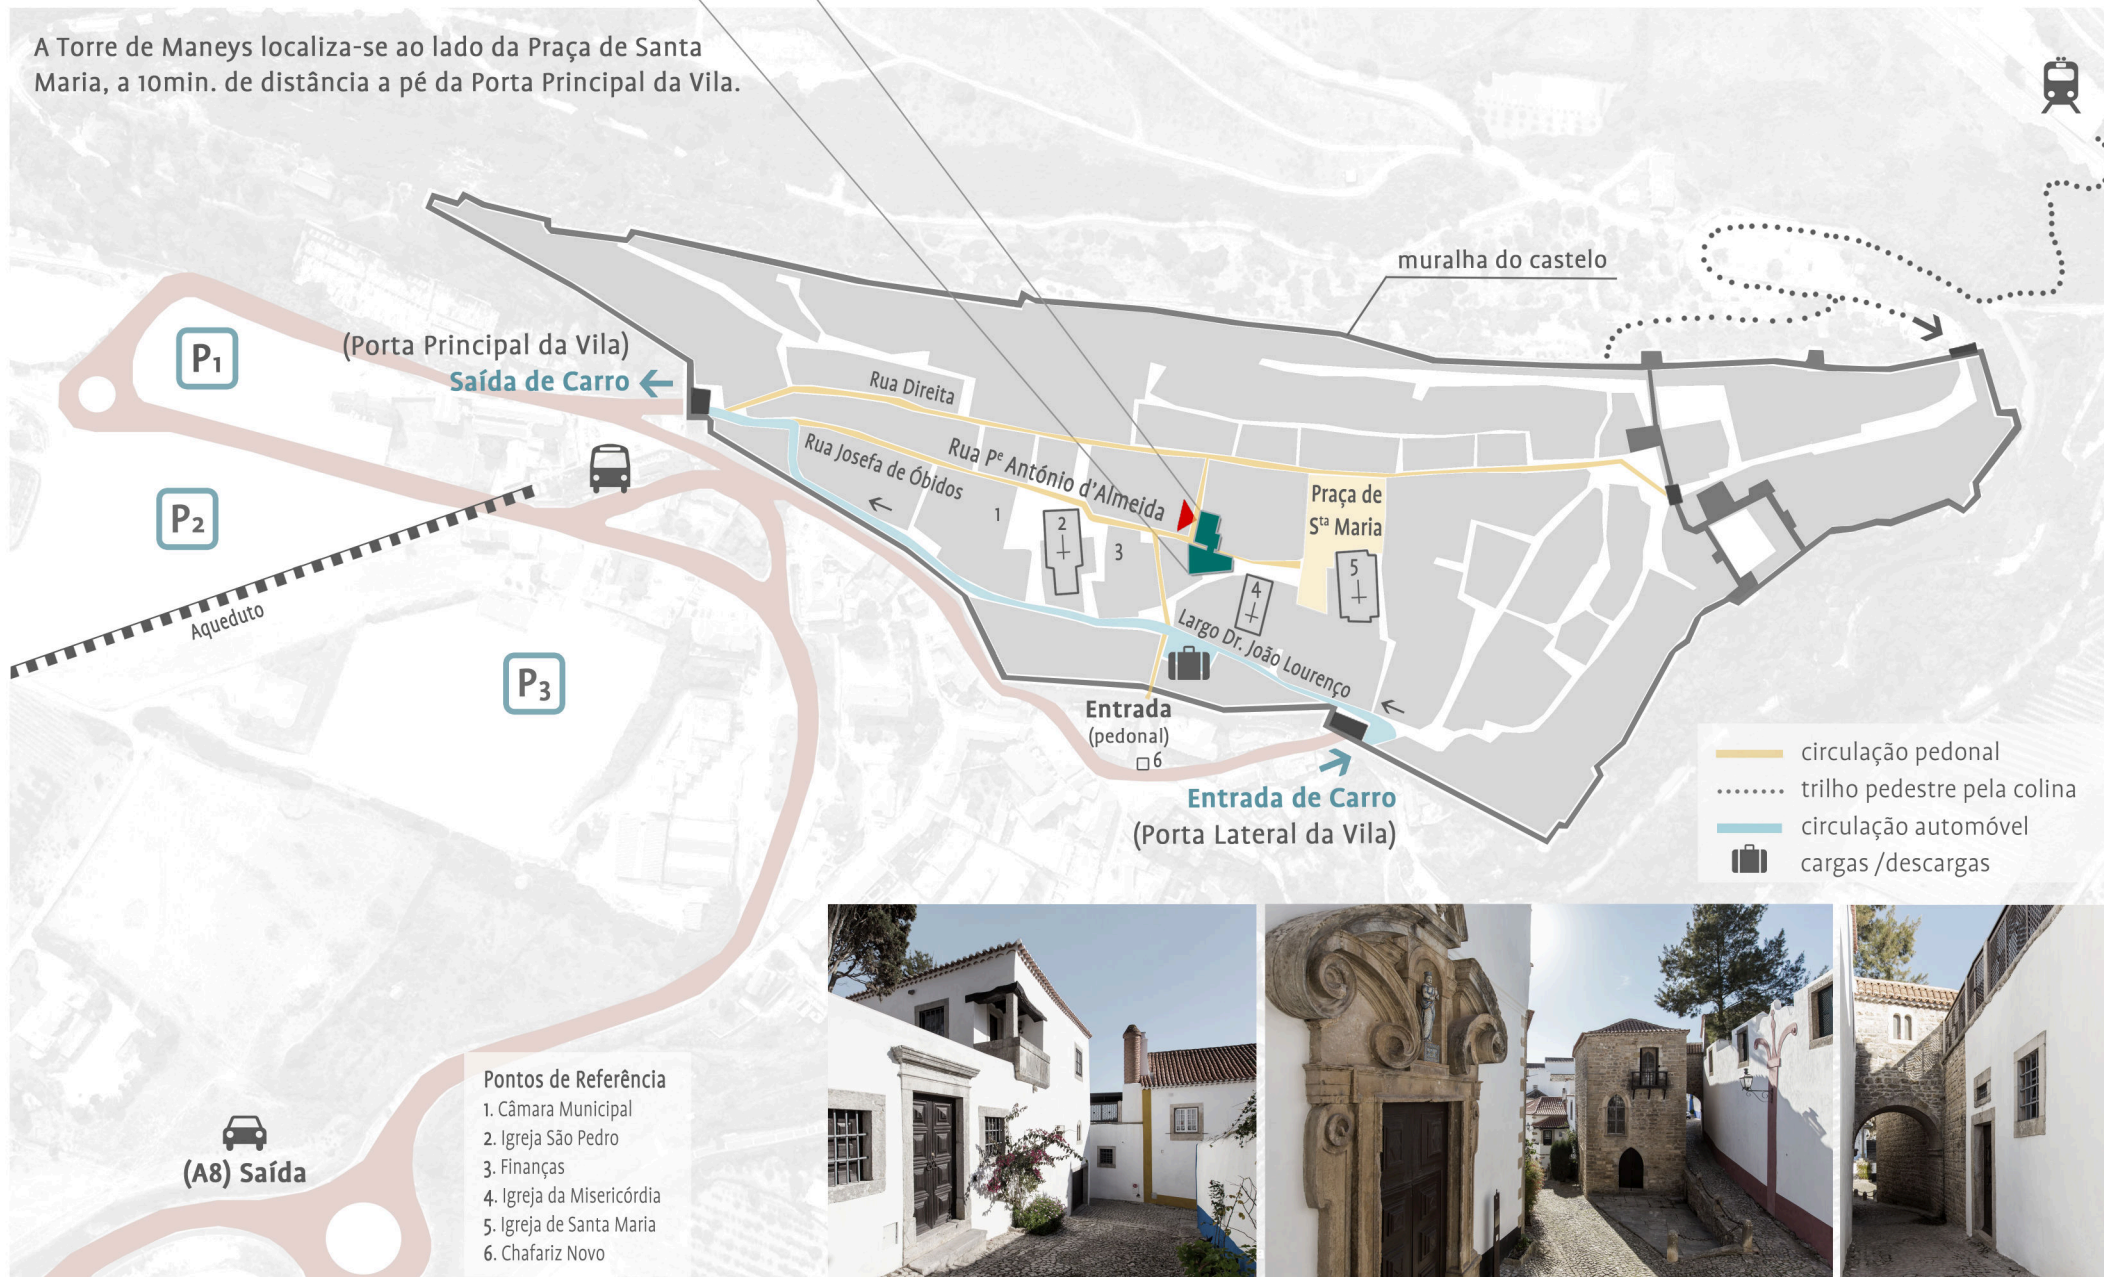 A Torre de Maneys localiza-se ao lado da Praça de Santa
Maria, a 10min. de distância a pé da Porta Principal da Vila.
muralha do castelo
P1
(Porta Principal da Vila)
Saída de Carro
Rua Direita
Rua Pe António d'Almeida
Rua Josefa de Óbidos
Praça de
Sta Maria
P2
1
2
3
4
5
Aqueduto
Largo Dr. João Lourenço
P3
Entrada
(pedonal)
6
Entrada de Carro
(Porta Lateral da Vila)
circulação pedonal
trilho pedestre pela colina
circulação automóvel
cargas /descargas
Pontos de Referência
1. Câmara Municipal
2. Igreja São Pedro
3. Finanças
4. Igreja da Misericórdia
5. Igreja de Santa Maria
6. Chafariz Novo
(A8) Saída